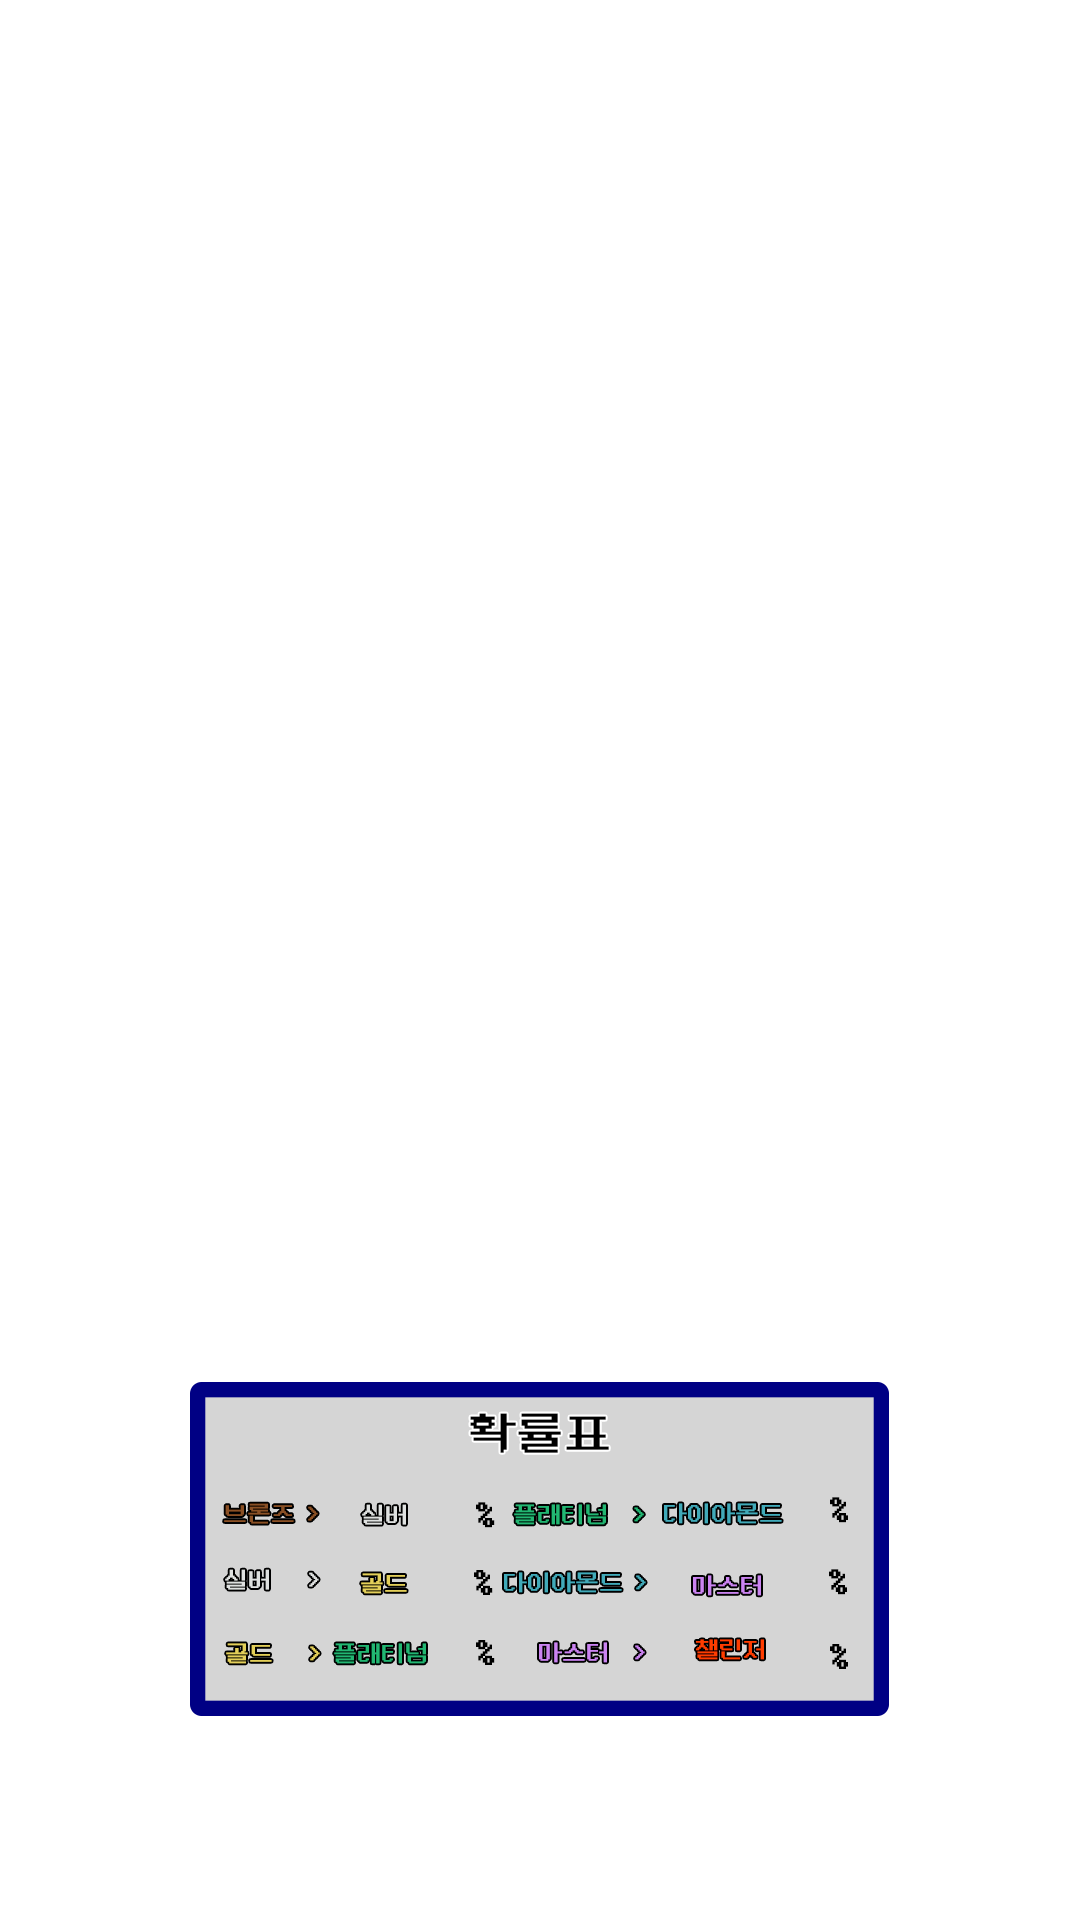 확률표
브론즈 > 실버 % 플래티넘 > 다이아몬드 %
실버 > 골드 % 다이아몬드 > 마스터 %
골드 > 플래티넘 % 마스터 > 챌린저 %